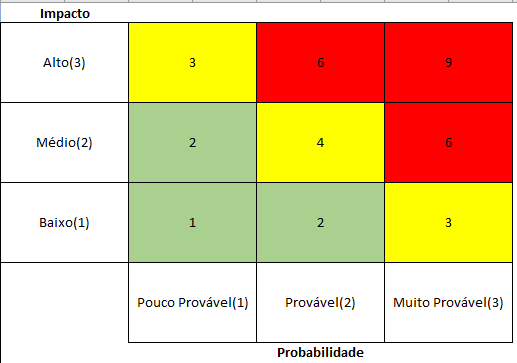 Impacto
Alto(3) 3 6 9
Médio(2) 2 4 6
Baixo(1) 1 2 3
Pouco Provável(1) Provável(2) Muito Provável(3)
Probabilidade